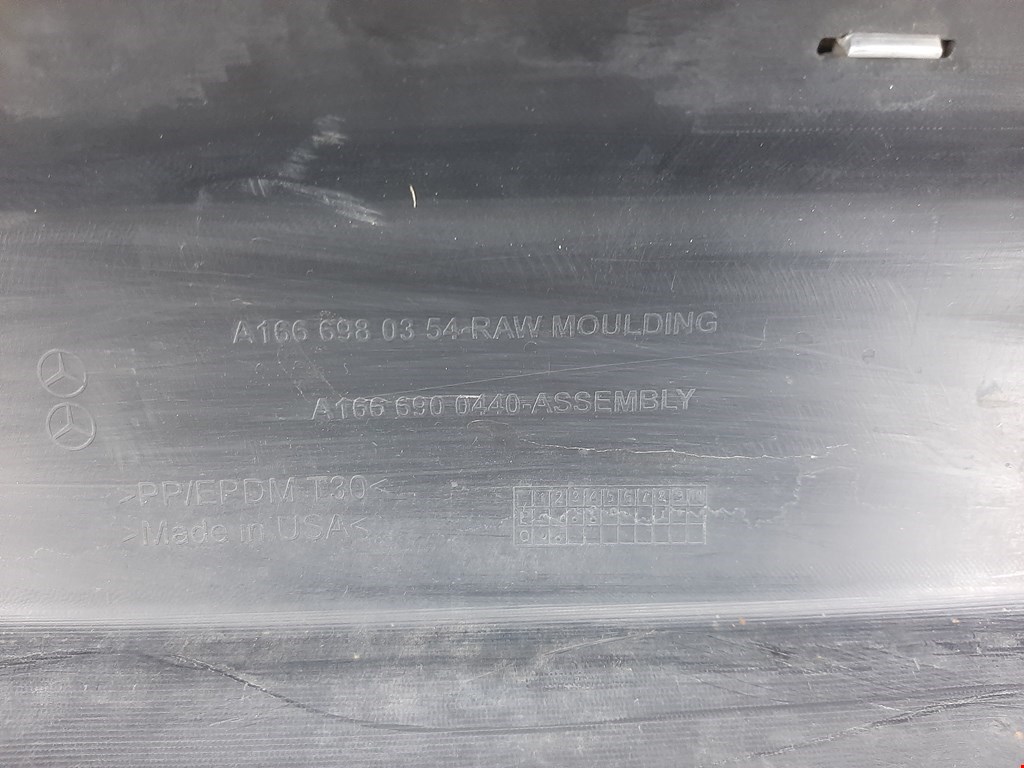 A166 698 03 54-RAW MOULDING
A166 690 0440-ASSEMBLY
>PP/EPDM T30<
>Made in USA<